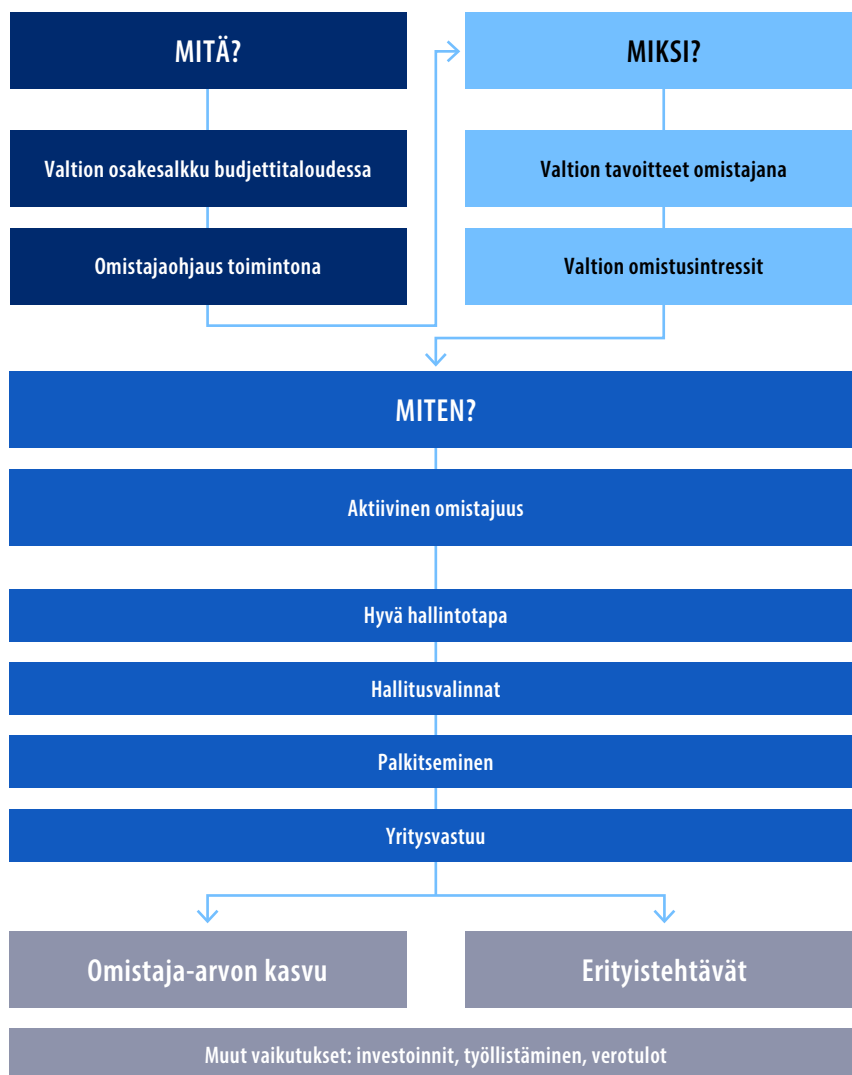 MITÄ?
Valtion osakesalkku budjettitaloudessa
Omistajaohjaus toimintona
MIKSI?
Valtion tavoitteet omistajana
Valtion omistusintressit
MITEN?
Aktiivinen omistajuus
Hyvä hallintotapa
Hallitusvalinnat
Palkitseminen
Yritysvastuu
Omistaja-arvon kasvu
Erityistehtävät
Muut vaikutukset: investoinnit, työllistäminen, verotulot